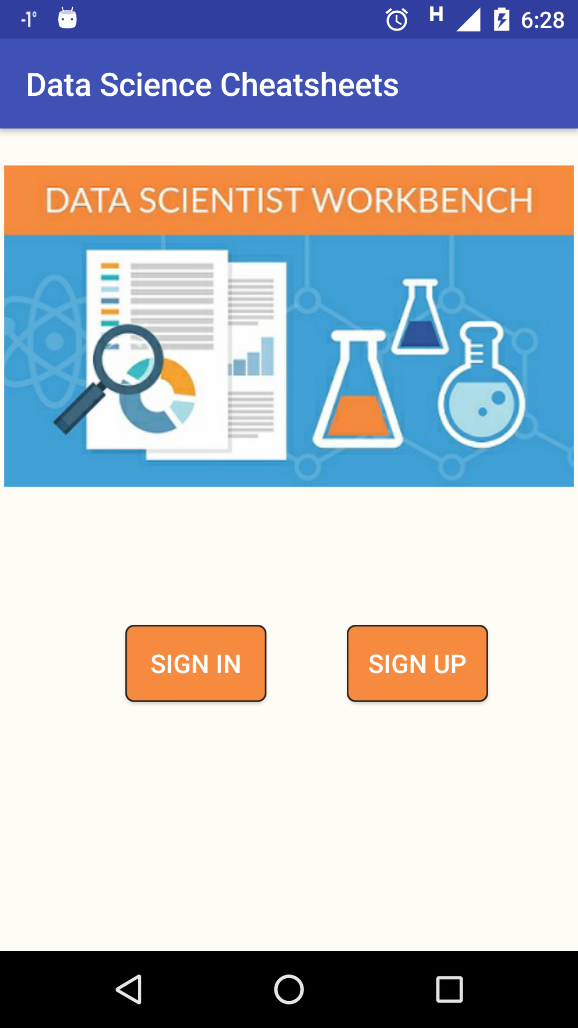 -1° H 6:28
Data Science Cheatsheets
DATA SCIENTIST WORKBENCH
SIGN IN
SIGN UP